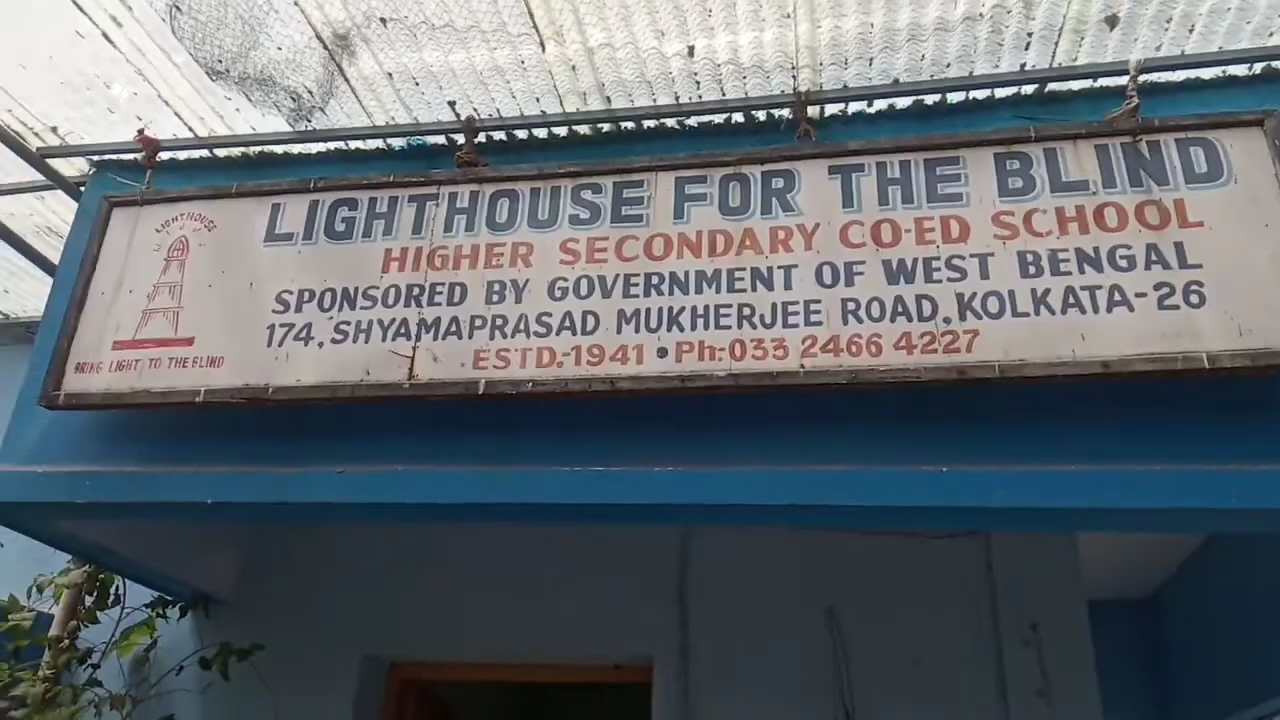 LIGHTHOUSE
BRING LIGHT TO THE BLIND
LIGHTHOUSE FOR THE BLIND
HIGHER SECONDARY CO-ED SCHOOL
SPONSORED BY GOVERNMENT OF WEST BENGAL
174, SHYAMAPRASAD MUKHERJEE ROAD, KOLKATA-26
ESTD.-1941 • Ph.-033 2466 4227